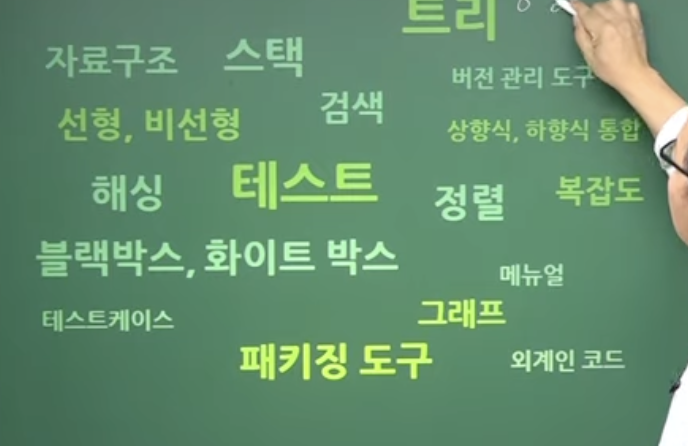 트리
자료구조 스택
버전 관리 도구
검색
선형, 비선형
상향식, 하향식 통합
해싱 테스트 정렬 복잡도
블랙박스, 화이트 박스
메뉴얼
테스트케이스 그래프
패키징 도구 외계인 코드